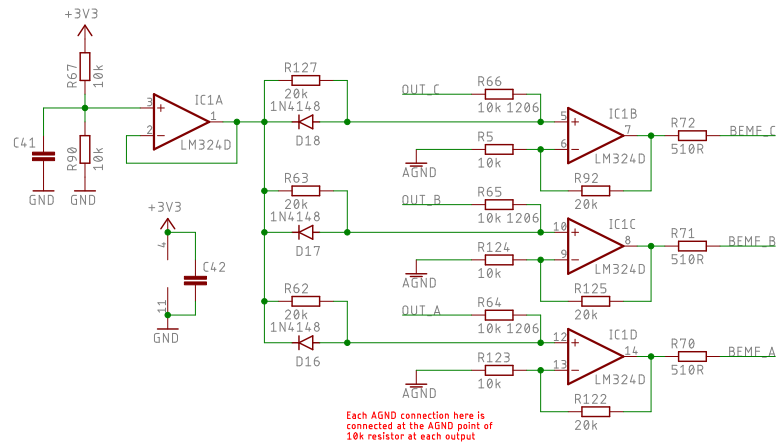 +3V3
R67
10k
C41
R90
10k
GND
GND
3
2
1
IC1A
LM324D
+3V3
4
11
C42
GND
R127
20k
1N4148
D18
R63
20k
1N4148
D17
R62
20k
1N4148
D16
OUT_C
R66
10k 1206
R5
10k
AGND
5
6
7
IC1B
LM324D
R92
20k
R72
510R
BEMF_C
OUT_B
R65
10k 1206
R124
10k
AGND
10
9
8
IC1C
LM324D
R125
20k
R71
510R
BEMF_B
OUT_A
R64
10k 1206
R123
10k
AGND
12
13
14
IC1D
LM324D
R122
20k
R70
510R
BEMF_A
Each AGND connection here is
connected at the AGND point of
10k resistor at each output